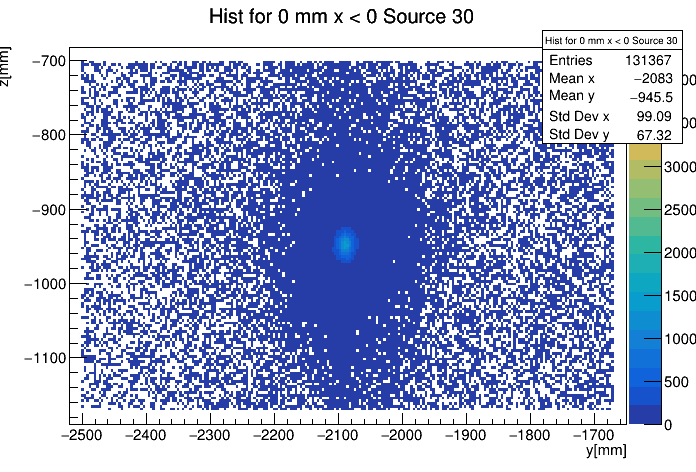 Hist for 0 mm x < 0 Source 30
Hist for 0 mm x < 0 Source 30
Entries 131367
Mean x −2083
Mean y −945.5
Std Dev x 99.09
Std Dev y 67.32
z[mm]
−700
−800
−900
−1000
−1100
3000
2500
2000
1500
1000
500
0
−2500 −2400 −2300 −2200 −2100 −2000 −1900 −1800 −1700
y[mm]